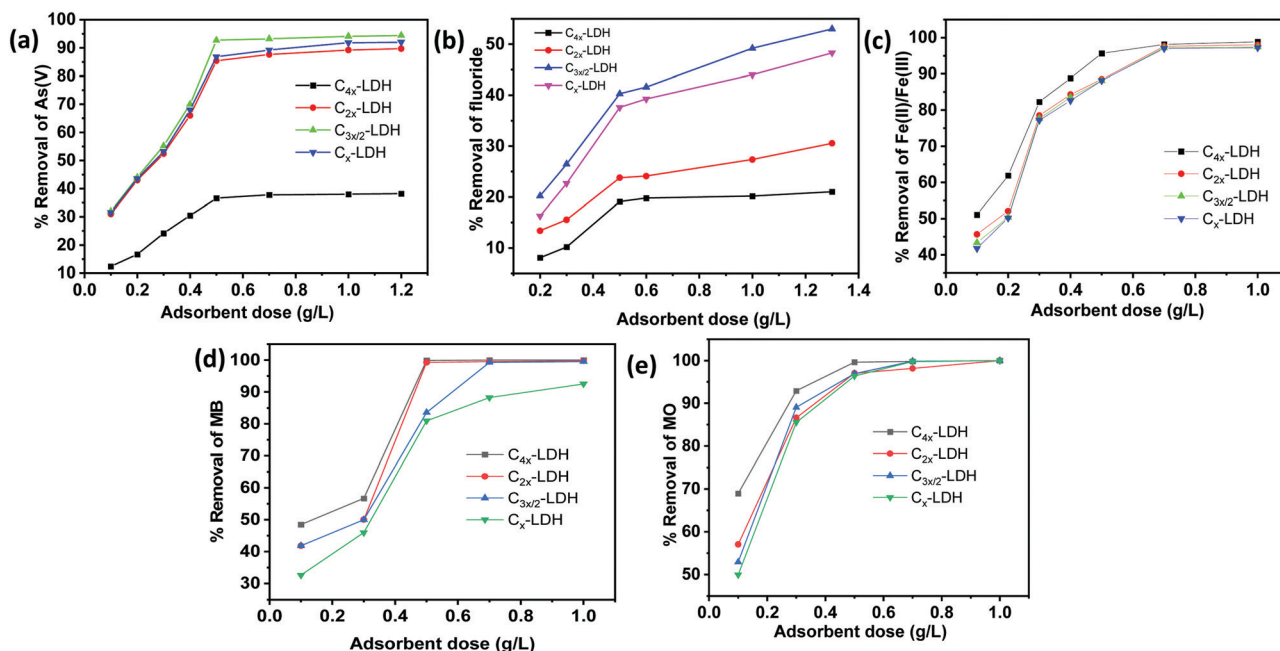 (a)
% Removal of As(V)
100
90
80
70
60
50
40
30
20
10
C4x-LDH
C2x-LDH
C3x/2-LDH
Cx-LDH
0.0 0.2 0.4 0.6 0.8 1.0 1.2
Adsorbent dose (g/L)
(b)
% Removal of fluoride
50
40
30
20
10
C4x-LDH
C2x-LDH
C3x/2-LDH
Cx-LDH
0.2 0.4 0.6 0.8 1.0 1.2 1.4
Adsorbent dose (g/L)
(c)
% Removal of Fe(II)/Fe(III)
100
90
80
70
60
50
40
C4x-LDH
C2x-LDH
C3x/2-LDH
Cx-LDH
0.0 0.2 0.4 0.6 0.8 1.0
Adsorbent dose (g/L)
(d)
% Removal of MB
100
90
80
70
60
50
40
30
C4x-LDH
C2x-LDH
C3x/2-LDH
Cx-LDH
0.0 0.2 0.4 0.6 0.8 1.0
Adsorbent dose (g/L)
(e)
% Removal of MO
100
90
80
70
60
50
C4x-LDH
C2x-LDH
C3x/2-LDH
Cx-LDH
0.0 0.2 0.4 0.6 0.8 1.0
Adsorbent dose (g/L)